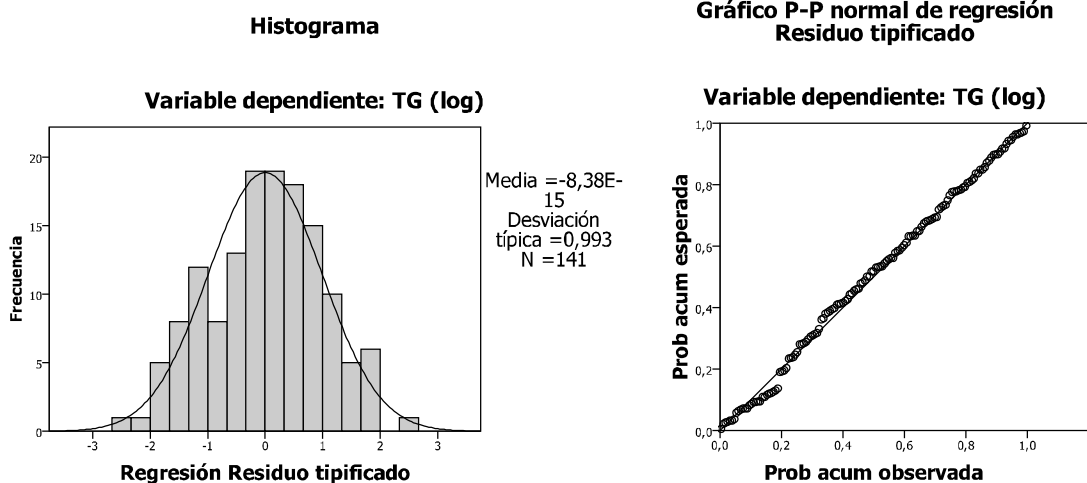 Histograma
Variable dependiente: TG (log)
Frecuencia
20
15
10
5
0
-3
-2
-1
0
1
2
3
Regresión Residuo tipificado
Media =-8,38E-
15
Desviación
típica =0,993
N =141
Gráfico P-P normal de regresión
Residuo tipificado
Variable dependiente: TG (log)
Prob acum esperada
1,0
0,8
0,6
0,4
0,2
0,0
0,0
0,2
0,4
0,6
0,8
1,0
Prob acum observada